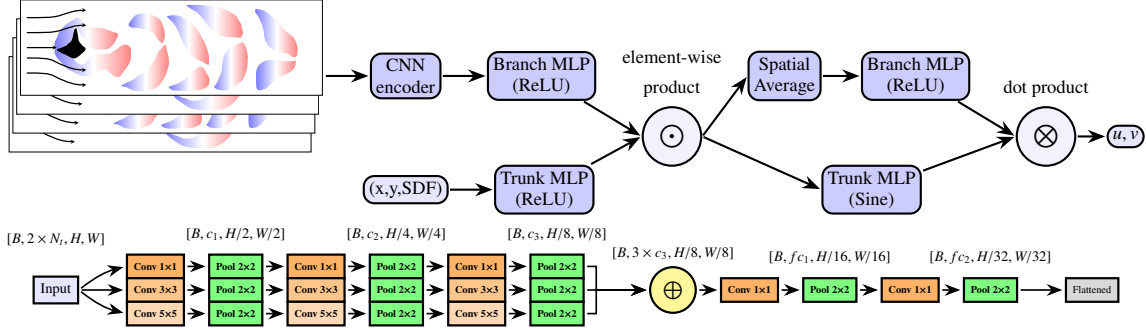 CNN
encoder
Branch MLP
(ReLU)
element-wise
product
⊙
Spatial
Average
Branch MLP
(ReLU)
dot product
⊗
u, v
(x,y,SDF)
Trunk MLP
(ReLU)
Trunk MLP
(Sine)
[B, 2 × N_t, H, W]
[B, c_1, H/2, W/2]
[B, c_2, H/4, W/4]
[B, c_3, H/8, W/8]
[B, 3 × c_3, H/8, W/8]
[B, fc_1, H/16, W/16]
[B, fc_2, H/32, W/32]
Conv 1×1
Pool 2×2
Conv 1×1
Pool 2×2
Conv 1×1
Pool 2×2
Input
Conv 3×3
Pool 2×2
Conv 3×3
Pool 2×2
Conv 3×3
Pool 2×2
⊕
Conv 1×1
Pool 2×2
Conv 1×1
Pool 2×2
Flattened
Conv 5×5
Pool 2×2
Conv 5×5
Pool 2×2
Conv 5×5
Pool 2×2